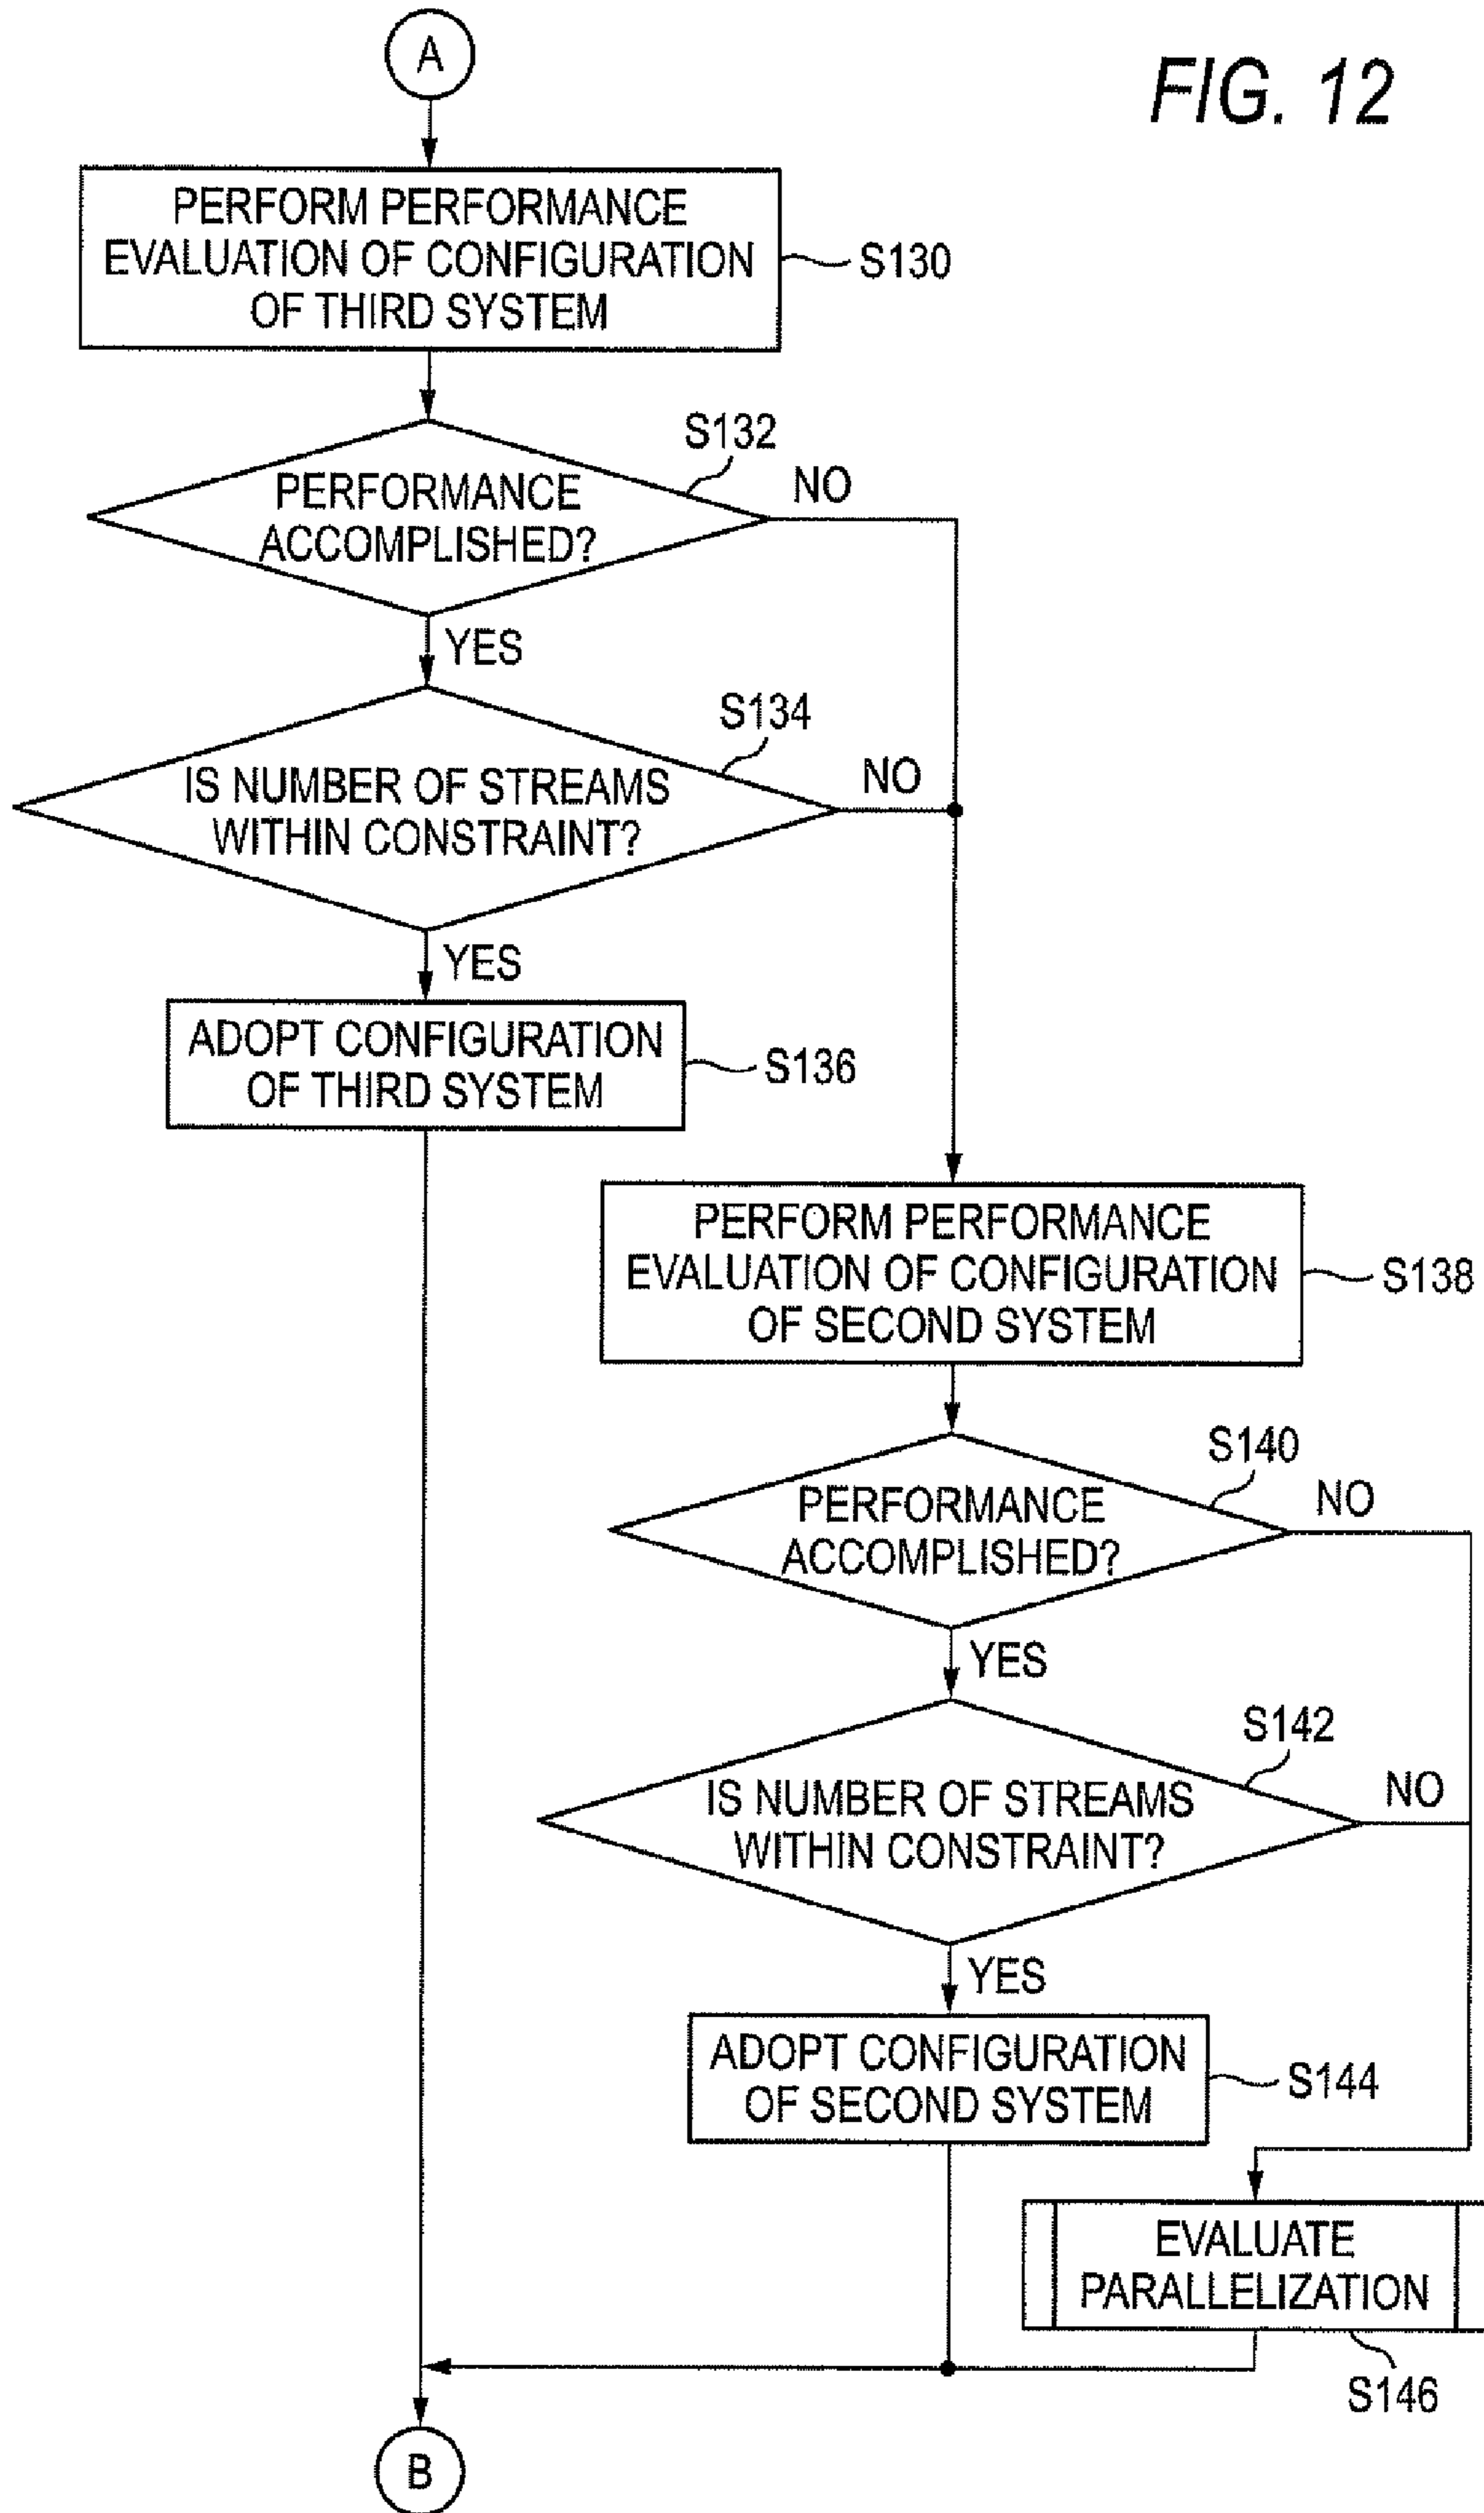 A
FIG. 12
PERFORM PERFORMANCE
EVALUATION OF CONFIGURATION
OF THIRD SYSTEM
S130
S132
NO
PERFORMANCE
ACCOMPLISHED?
YES
S134
NO
IS NUMBER OF STREAMS
WITHIN CONSTRAINT?
YES
ADOPT CONFIGURATION
OF THIRD SYSTEM
S136
PERFORM PERFORMANCE
EVALUATION OF CONFIGURATION
OF SECOND SYSTEM
S138
S140
NO
PERFORMANCE
ACCOMPLISHED?
YES
S142
NO
IS NUMBER OF STREAMS
WITHIN CONSTRAINT?
YES
ADOPT CONFIGURATION
OF SECOND SYSTEM
S144
EVALUATE
PARALLELIZATION
S146
B